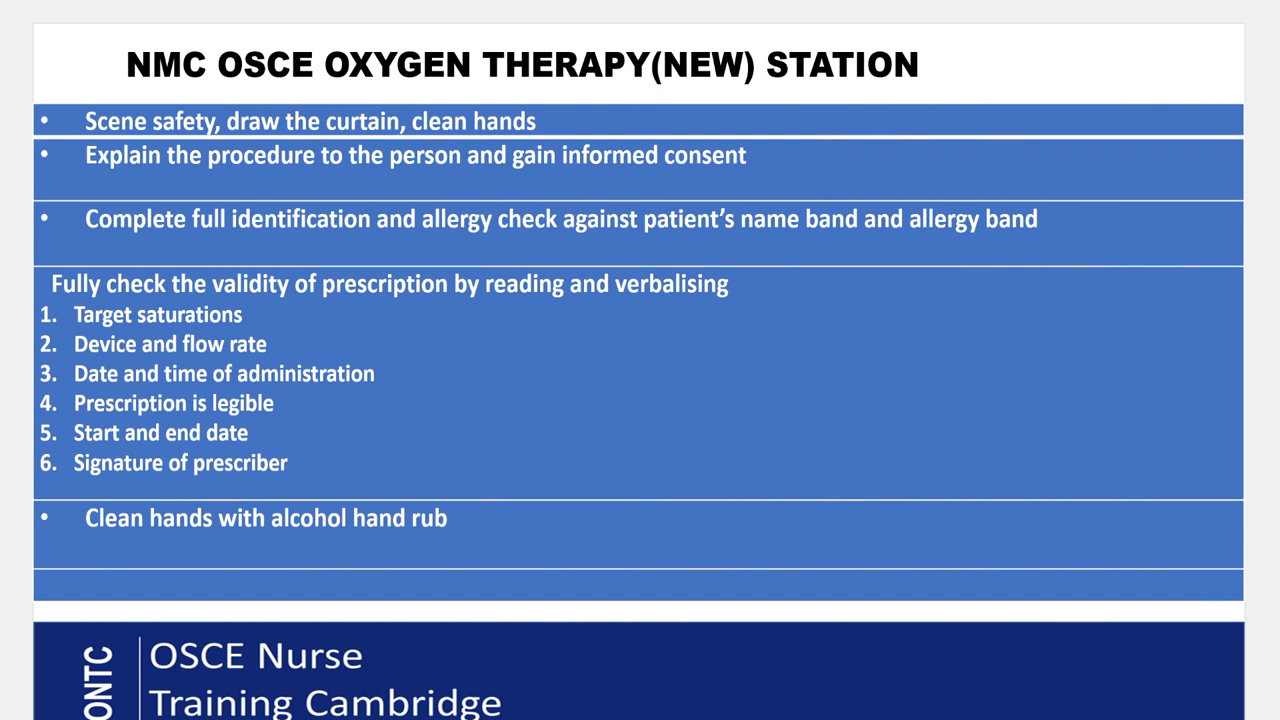 NMC OSCE OXYGEN THERAPY(NEW) STATION
• Scene safety, draw the curtain, clean hands
• Explain the procedure to the person and gain informed consent
• Complete full identification and allergy check against patient’s name band and allergy band
Fully check the validity of prescription by reading and verbalising
1. Target saturations
2. Device and flow rate
3. Date and time of administration
4. Prescription is legible
5. Start and end date
6. Signature of prescriber
• Clean hands with alcohol hand rub
ONTC
OSCE Nurse
Training Cambridge